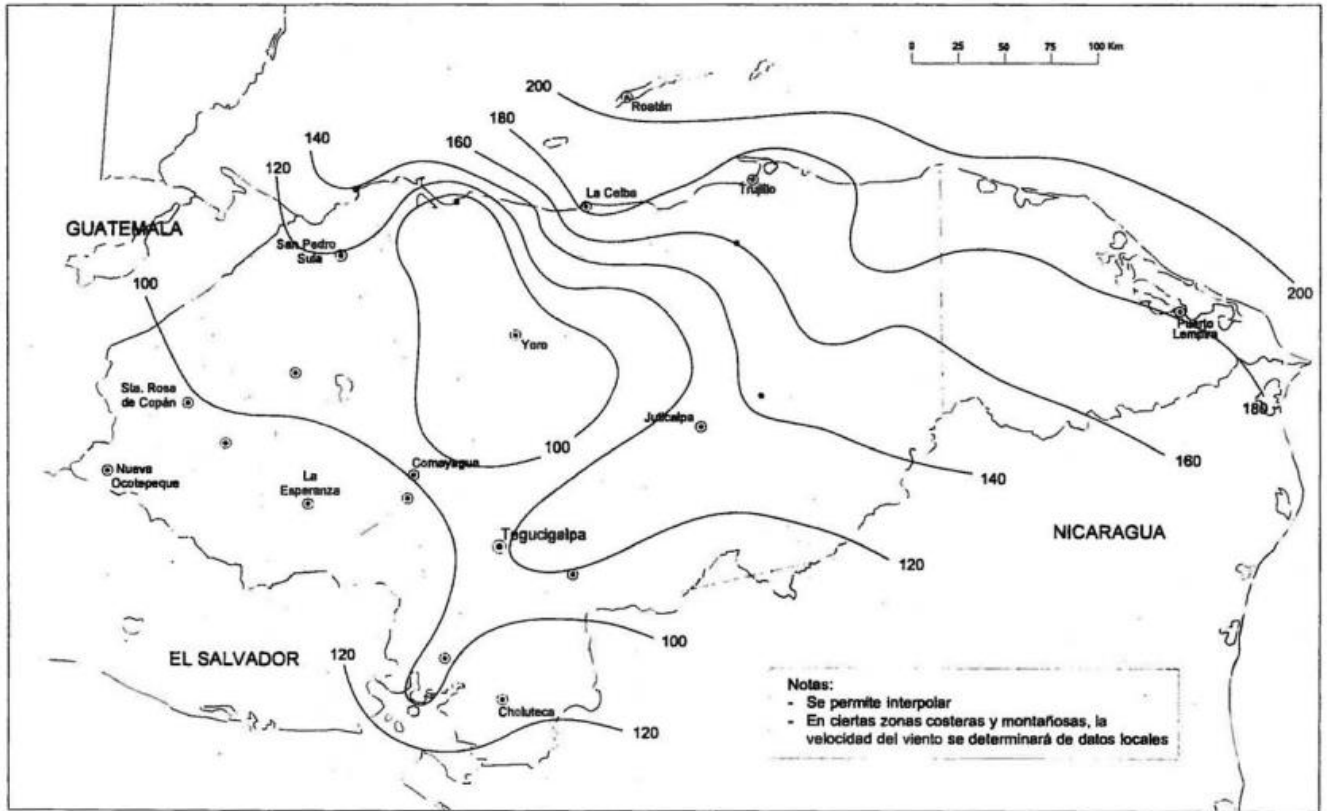 0 25 50 75 100 Km
200
Roatán
180
160
140
120
La Ceiba
Trujillo
GUATEMALA
San Pedro
Sula
100
200
Puerto
Lempira
Yoro
Sta. Rosa
de Copán
180
Juticalpa
100
160
Nueva
Ocotepeque
La
Esperanza
Comayagua
140
Tegucigalpa
NICARAGUA
120
100
EL SALVADOR
120
Choluteca
120
Notas:
- Se permite interpolar
- En ciertas zonas costeras y montañosas, la
velocidad del viento se determinará de datos locales